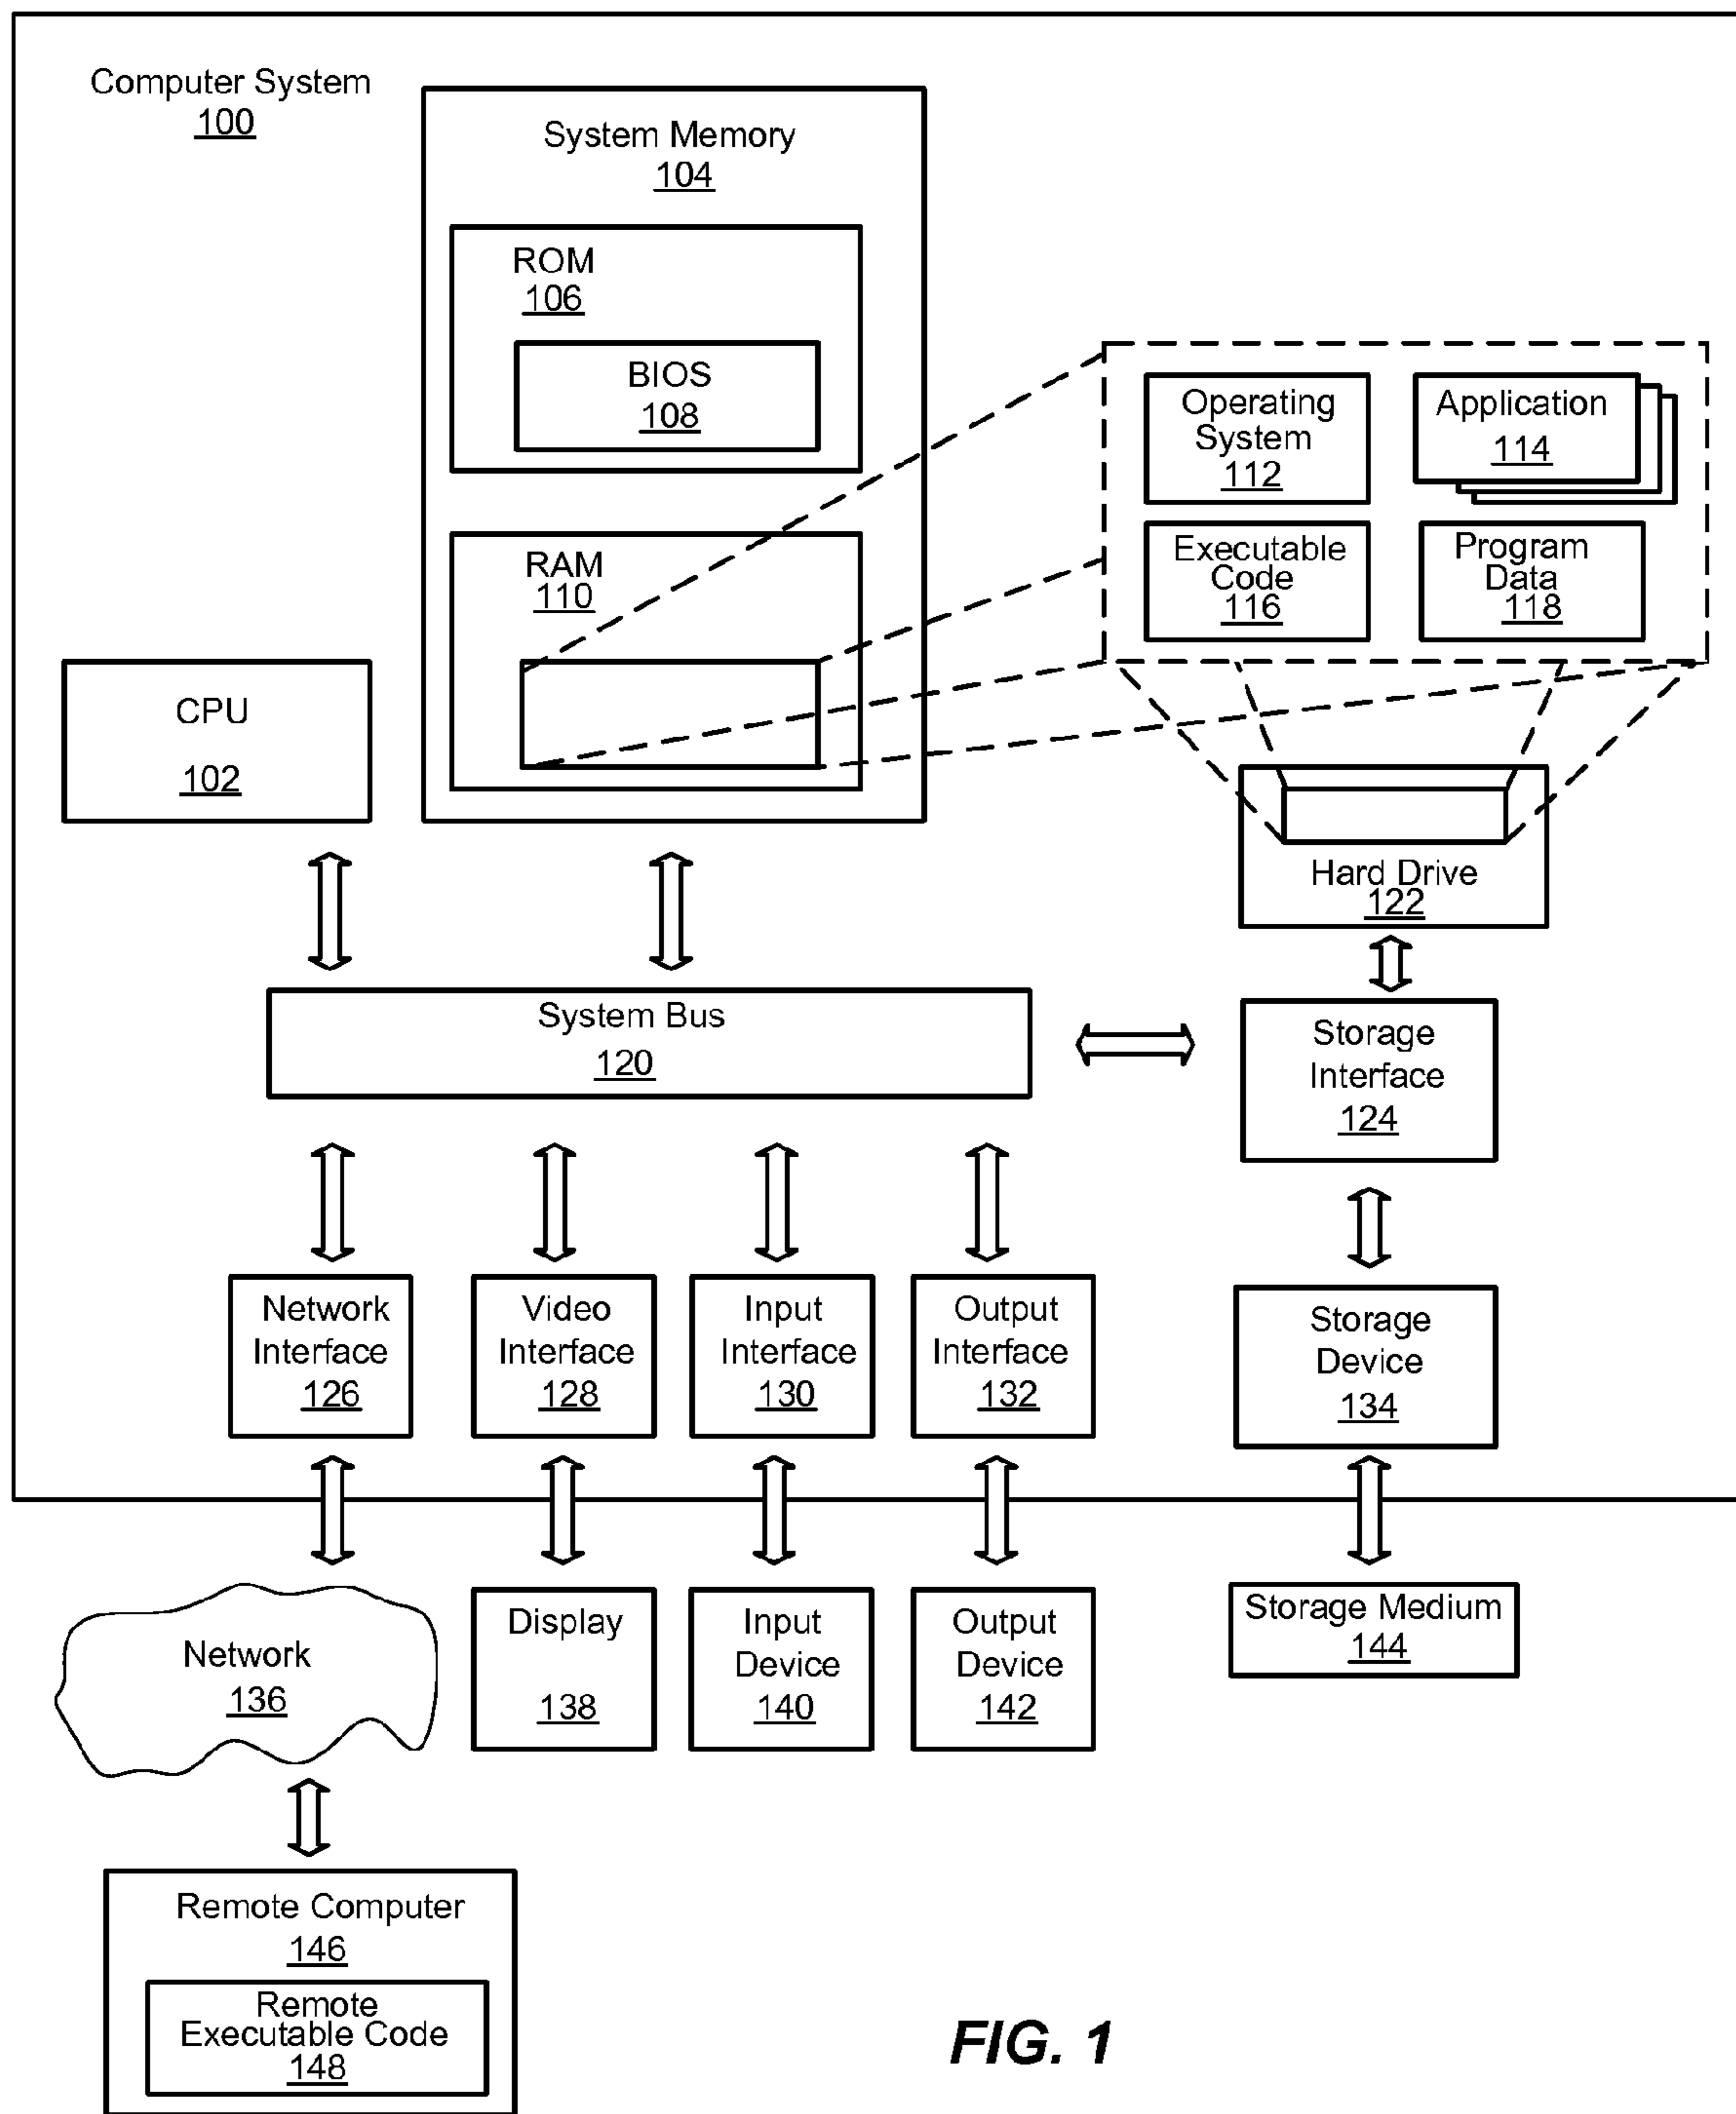 Computer System
100
System Memory
104
ROM
106
BIOS
108
RAM
110
Operating
System
112
Application
114
Executable
Code
116
Program
Data
118
CPU
102
Hard Drive
122
System Bus
120
Storage
Interface
124
Network
Interface
126
Video
Interface
128
Input
Interface
130
Output
Interface
132
Storage
Device
134
Network
136
Display
138
Input
Device
140
Output
Device
142
Storage Medium
144
Remote Computer
146
Remote
Executable Code
148
FIG. 1